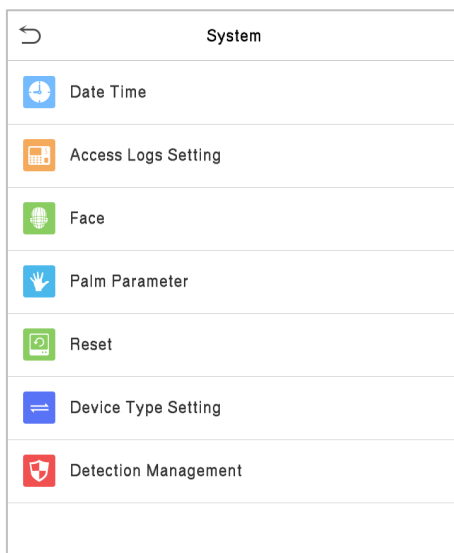 System
Date Time
Access Logs Setting
Face
Palm Parameter
Reset
Device Type Setting
Detection Management